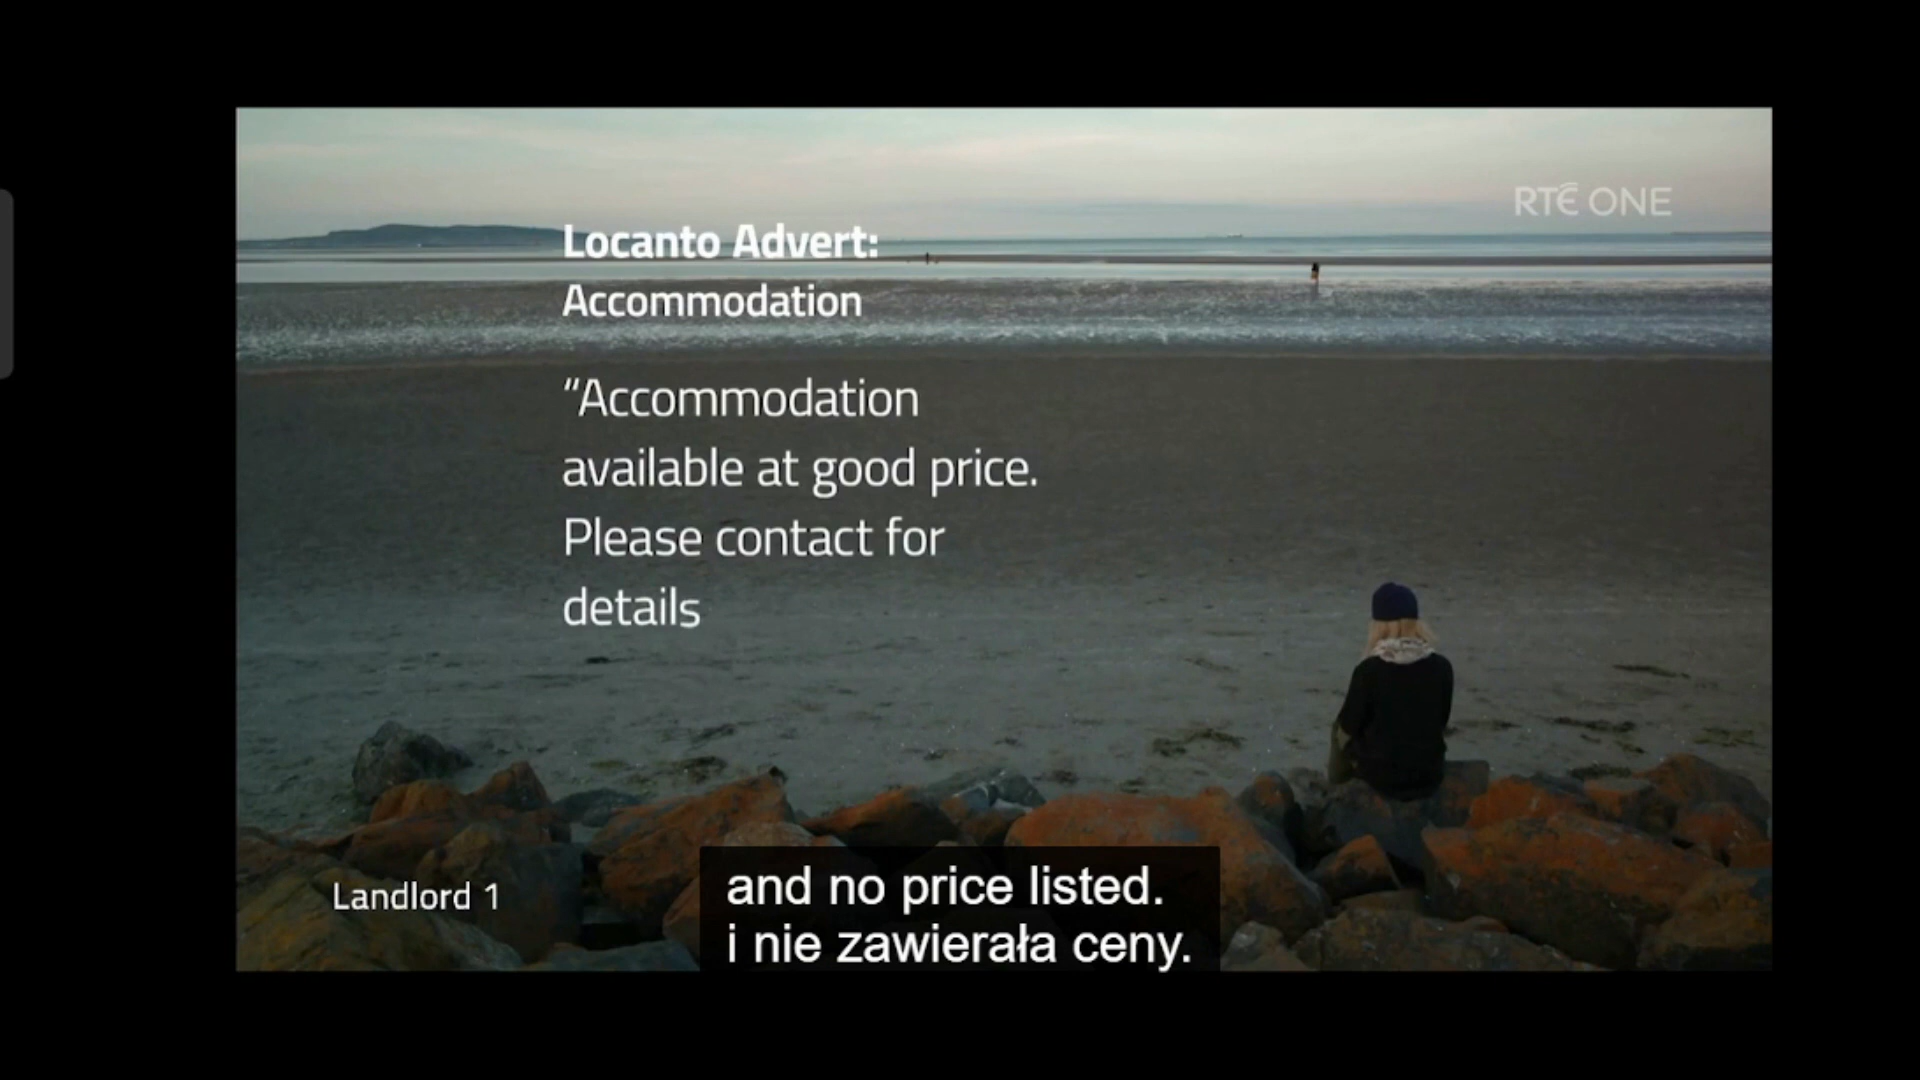 RTÉ ONE
Locanto Advert:
Accommodation
“Accommodation
available at good price.
Please contact for
details
Landlord 1
and no price listed.
i nie zawierała ceny.